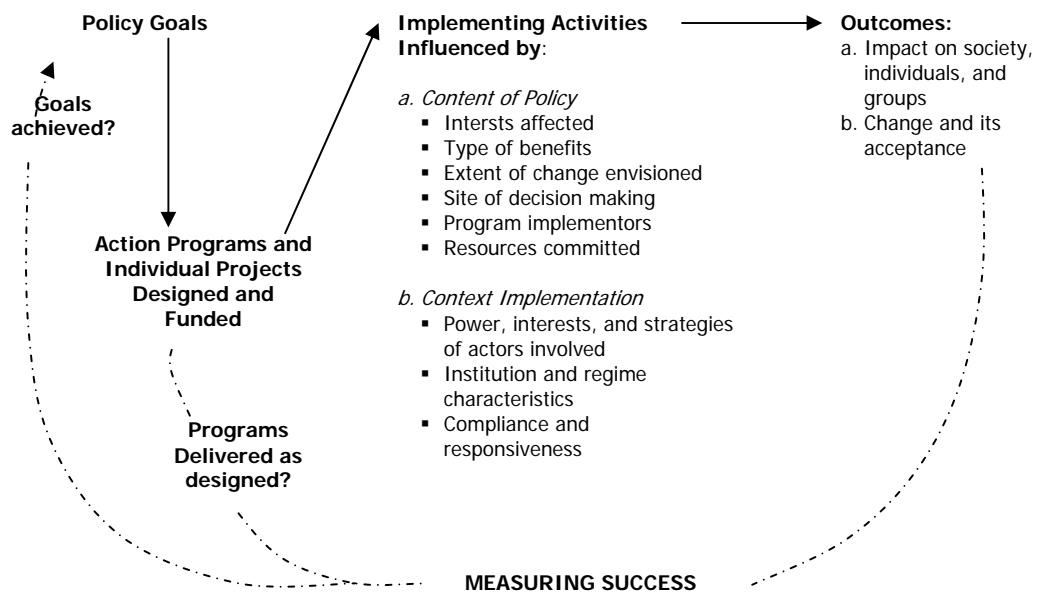 Policy Goals
Goals
achieved?
Action Programs and
Individual Projects
Designed and
Funded
Programs
Delivered as
designed?
Implementing Activities
Influenced by:
a. Content of Policy
▪ Intersts affected
▪ Type of benefits
▪ Extent of change envisioned
▪ Site of decision making
▪ Program implementors
▪ Resources committed
b. Context Implementation
▪ Power, interests, and strategies
of actors involved
▪ Institution and regime
characteristics
▪ Compliance and
responsiveness
Outcomes:
a. Impact on society,
individuals, and
groups
b. Change and its
acceptance
MEASURING SUCCESS